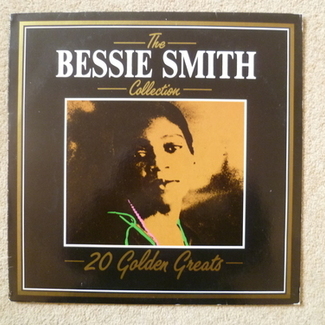 The
BESSIE SMITH
Collection
20 Golden Greats